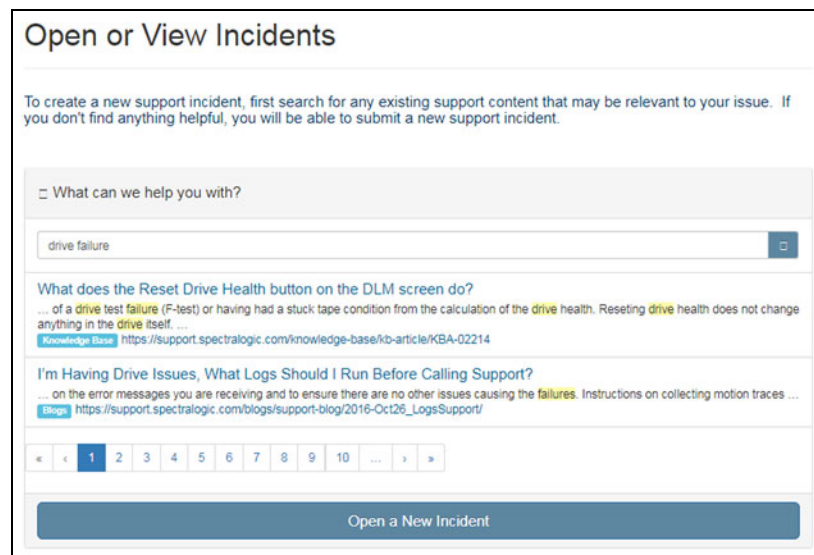 Open or View Incidents
To create a new support incident, first search for any existing support content that may be relevant to your issue. If
you don't find anything helpful, you will be able to submit a new support incident.
What can we help you with?
drive failure
What does the Reset Drive Health button on the DLM screen do?
... of a drive test failure (F-test) or having had a stuck tape condition from the calculation of the drive health. Reseting drive health does not change
anything in the drive itself. ...
Knowledge Base https://support.spectralogic.com/knowledge-base/kb-article/KBA-02214
I'm Having Drive Issues, What Logs Should I Run Before Calling Support?
... on the error messages you are receiving and to ensure there are no other issues causing the failures. Instructions on collecting motion traces ...
Blogs https://support.spectralogic.com/blogs/support-blog/2016-Oct26_LogsSupport/
« ‹ 1 2 3 4 5 6 7 8 9 10 ... › »
Open a New Incident